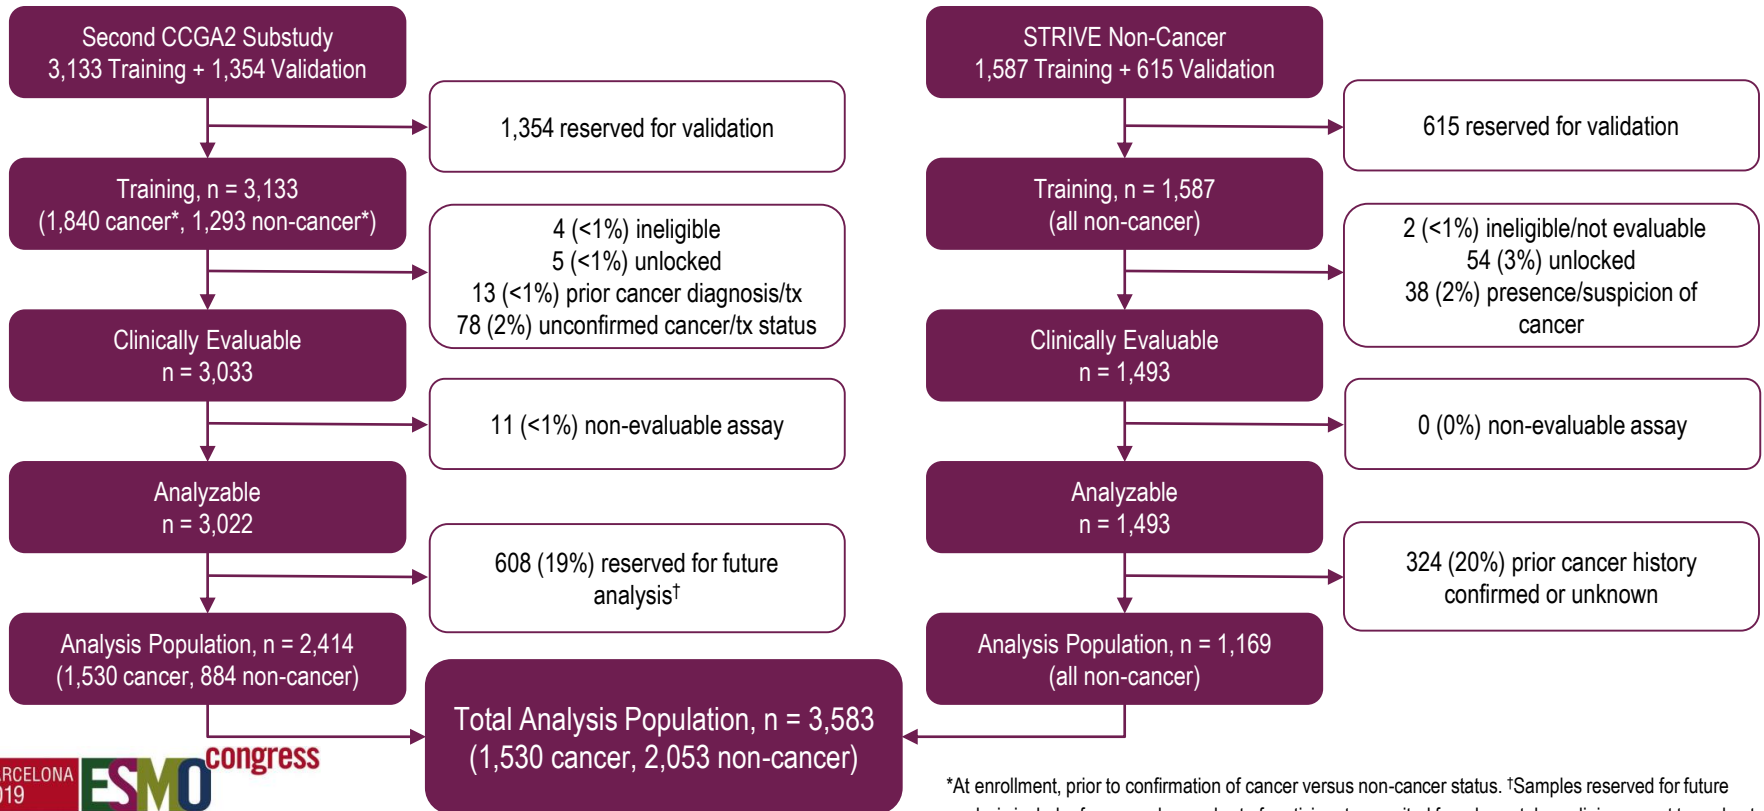 Second CCGA2 Substudy
3,133 Training + 1,354 Validation
1,354 reserved for validation
Training, n = 3,133
(1,840 cancer*, 1,293 non-cancer*)
4 (<1%) ineligible
5 (<1%) unlocked
13 (<1%) prior cancer diagnosis/tx
78 (2%) unconfirmed cancer/tx status
Clinically Evaluable
n = 3,033
11 (<1%) non-evaluable assay
Analyzable
n = 3,022
608 (19%) reserved for future
analysis†
Analysis Population, n = 2,414
(1,530 cancer, 884 non-cancer)
STRIVE Non-Cancer
1,587 Training + 615 Validation
615 reserved for validation
Training, n = 1,587
(all non-cancer)
2 (<1%) ineligible/not evaluable
54 (3%) unlocked
38 (2%) presence/suspicion of
cancer
Clinically Evaluable
n = 1,493
0 (0%) non-evaluable assay
Analyzable
n = 1,493
324 (20%) prior cancer history
confirmed or unknown
Analysis Population, n = 1,169
(all non-cancer)
Total Analysis Population, n = 3,583
(1,530 cancer, 2,053 non-cancer)
ESMO congress
*At enrollment, prior to confirmation of cancer versus non-cancer status. †Samples reserved for future